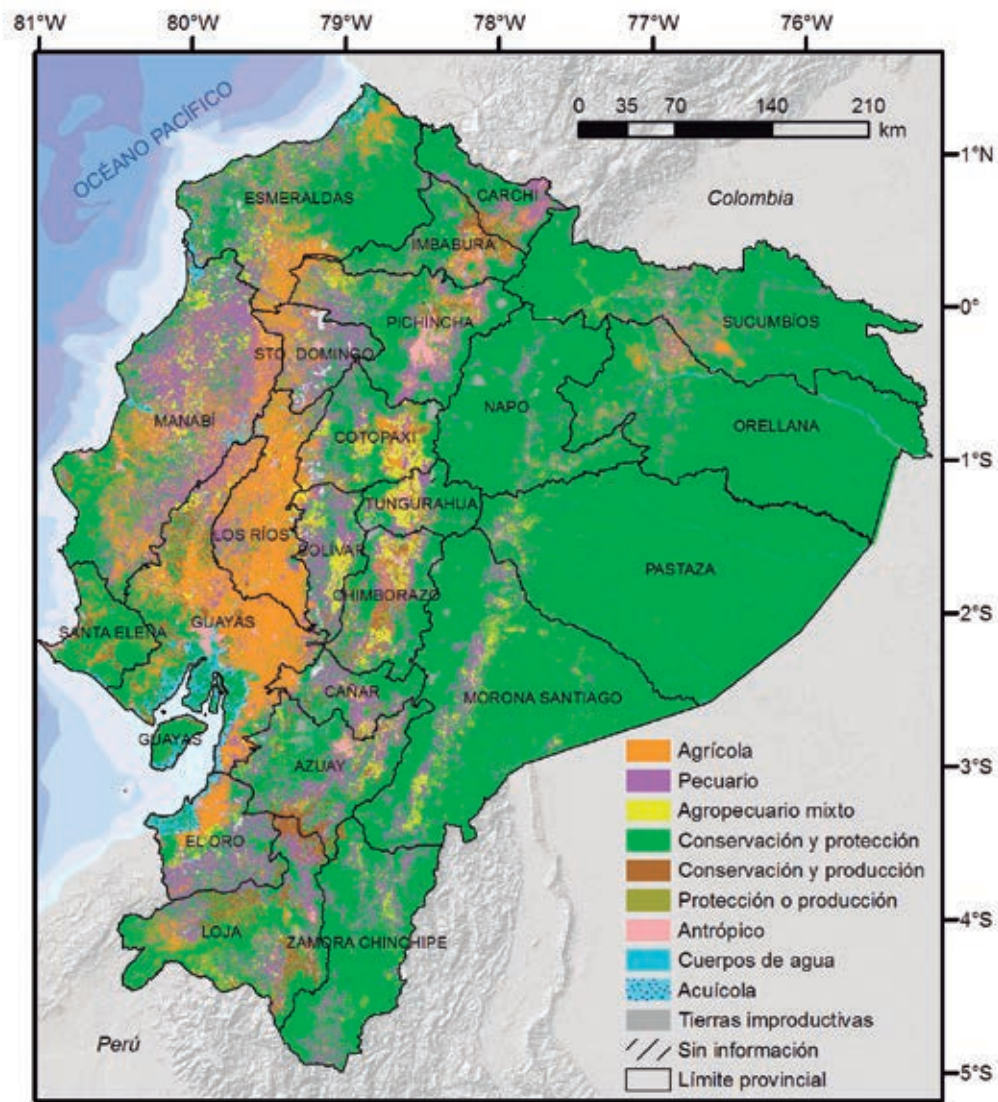 81°W 80°W 79°W 78°W 77°W 76°W
OCÉANO PACÍFICO
0 35 70 140 210
km
1°N
ESMERALDAS
CARCHI
Colombia
IMBABURA
0°
PICHINCHA
SUCUMBÍOS
STO. DOMINGO
NAPO
MANABÍ
ORELLANA
COTOPAXI
1°S
TUNGURAHUA
LOS RÍOS
BOLÍVAR
PASTAZA
CHIMBORAZO
2°S
SANTA ELENA
GUAYAS
CAÑAR
MORONA SANTIAGO
GUAYAS
AZUAY
3°S
EL ORO
LOJA
ZAMORA CHINCHIPE
4°S
Perú
5°S
Agrícola
Pecuario
Agropecuario mixto
Conservación y protección
Conservación y producción
Protección o producción
Antrópico
Cuerpos de agua
Acuícola
Tierras improductivas
Sin información
Límite provincial